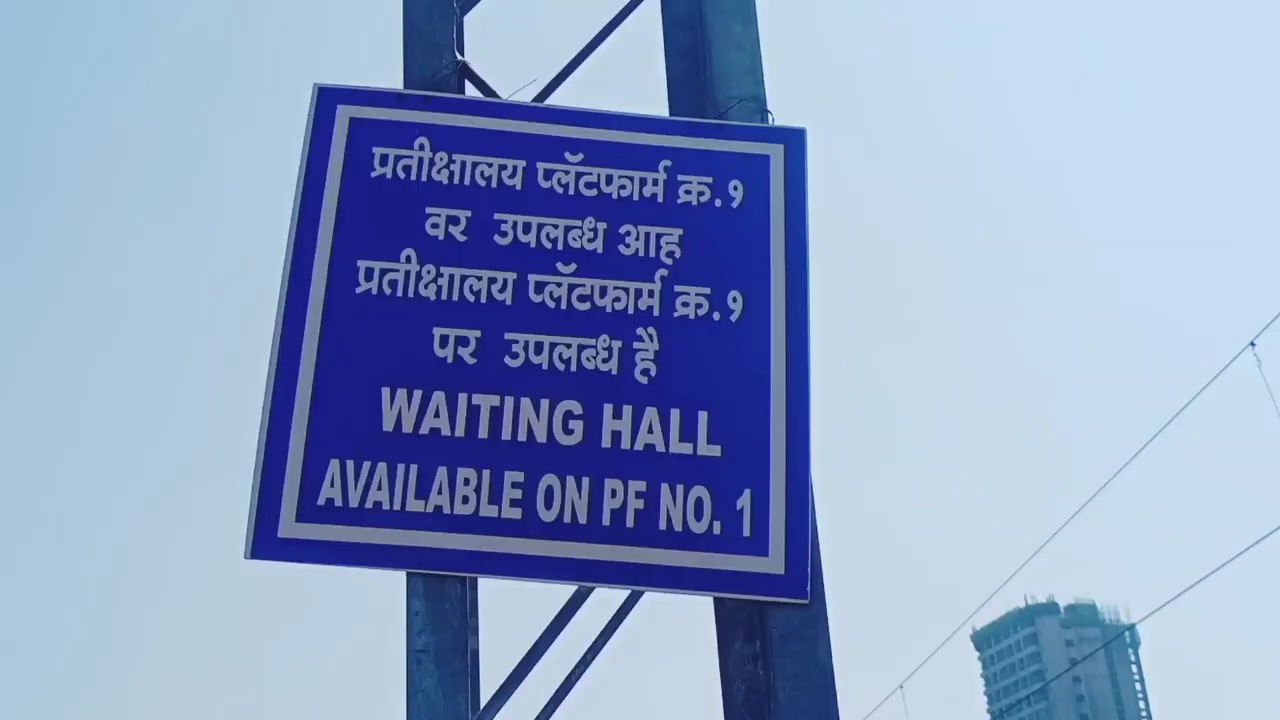 प्रतीक्षालय प्लॅटफार्म क्र.१
वर उपलब्ध आह
प्रतीक्षालय प्लॅटफार्म क्र.१
पर उपलब्ध है
WAITING HALL
AVAILABLE ON PF NO. 1